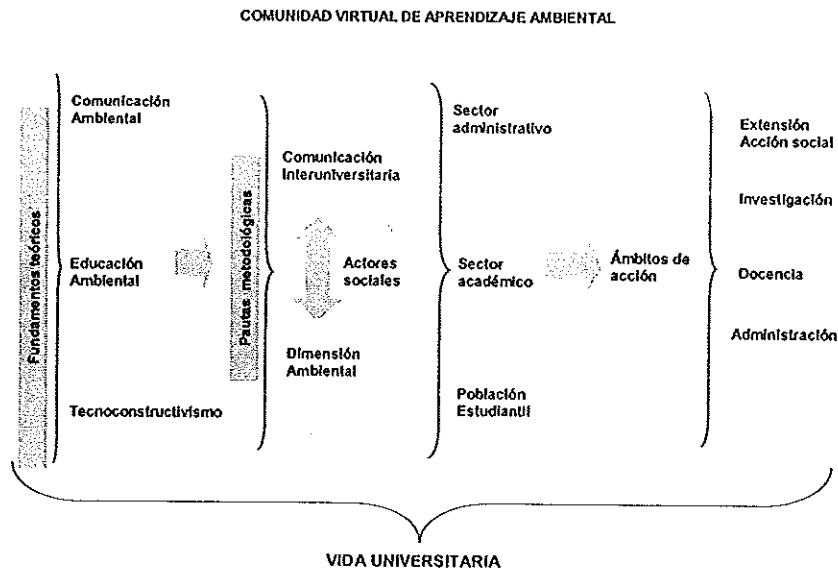 COMUNIDAD VIRTUAL DE APRENDIZAJE AMBIENTAL
Fundamentos teóricos
Comunicación
Ambiental
Educación
Ambiental
Tecnoconstructivismo
Pautas metodológicas
Comunicación
Interuniversitaria
Actores
sociales
Dimensión
Ambiental
Sector
administrativo
Sector
académico
Población
Estudiantil
Ámbitos de
acción
Extensión
Acción social
Investigación
Docencia
Administración
VIDA UNIVERSITARIA